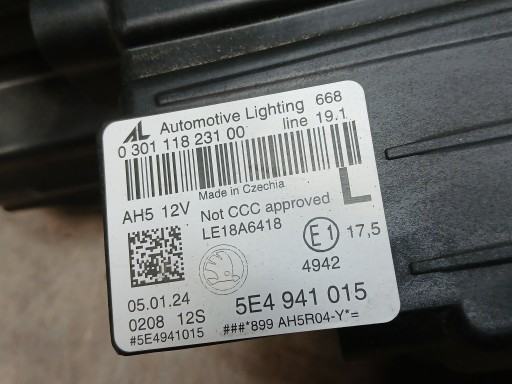 AL Automotive Lighting 668
0 301 118 231 00 line 19.1
Made in Czechia
AH5 12V Not CCC approved L
LE18A6418
E1 17,5
4942
05.01.24
0208 12S 5E4 941 015
#5E4941015 ###*899 AH5R04-Y*=